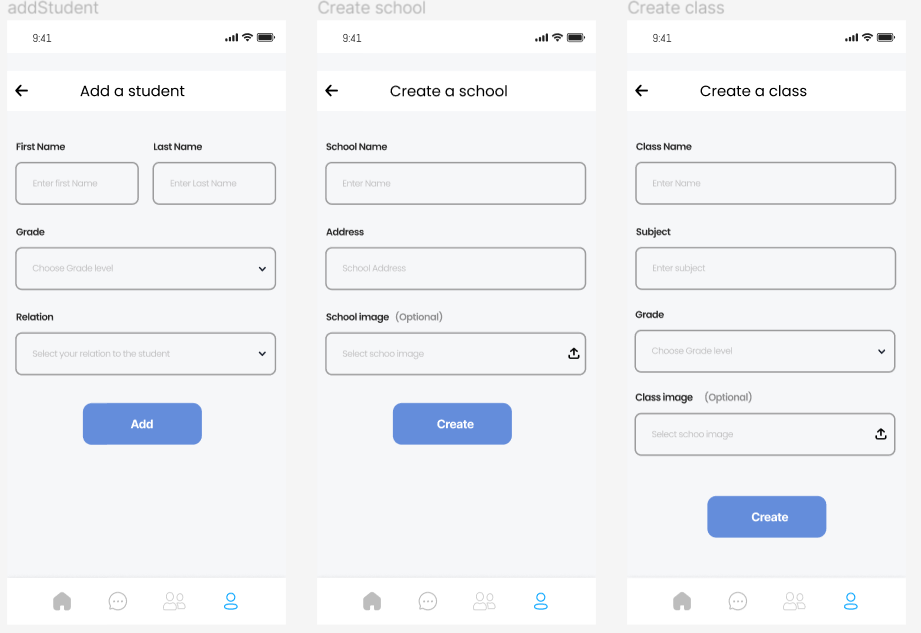 addStudent
9:41
Add a student
First Name Last Name
Enter first Name Enter Last Name
Grade
Choose Grade level
Relation
Select your relation to the student
Add
Create school
9:41
Create a school
School Name
Enter Name
Address
School Address
School image (Optional)
Select schoo image
Create
Create class
9:41
Create a class
Class Name
Enter Name
Subject
Enter subject
Grade
Choose Grade level
Class image (Optional)
Select schoo image
Create